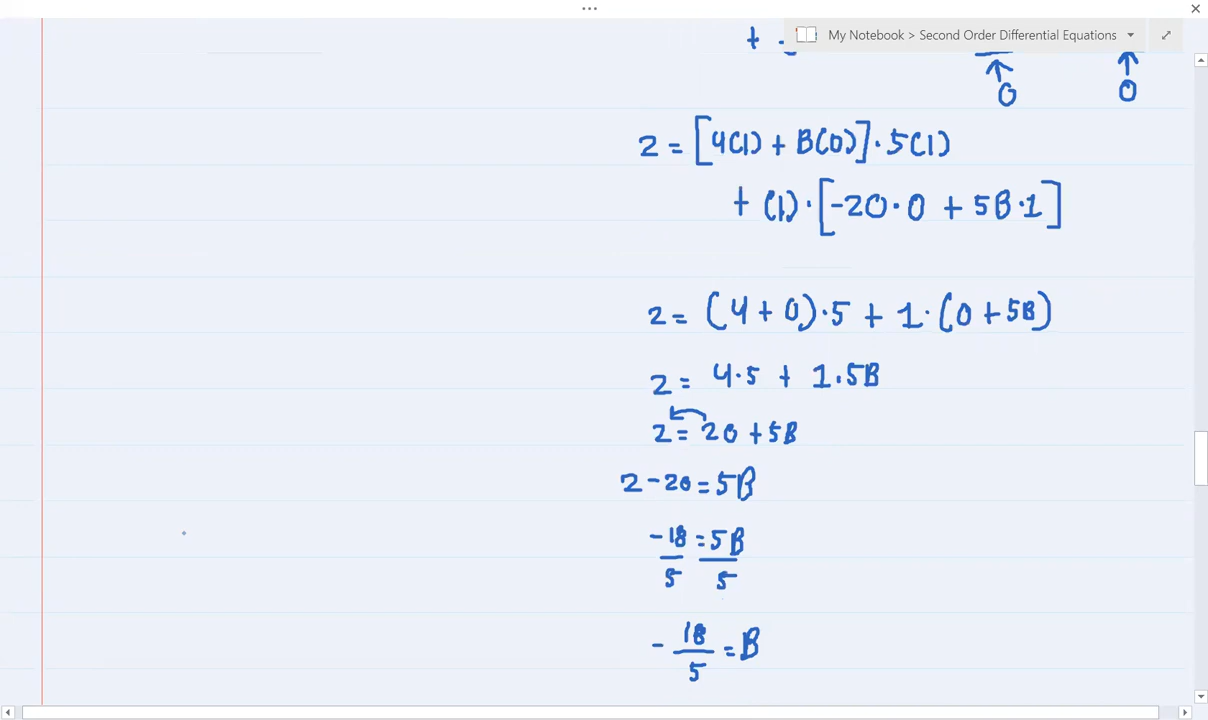 My Notebook > Second Order Differential Equations
+
0 0
2 = [4(1) + B(0)] · 5(1)
+ (1) · [-20·0 + 5B·1]
2 = (4 + 0)·5 + 1·(0 + 5B)
2 = 4·5 + 1.5B
2 = 20 + 5B
2 - 20 = 5B
-18/5 = 5B/5
- 18/5 = B